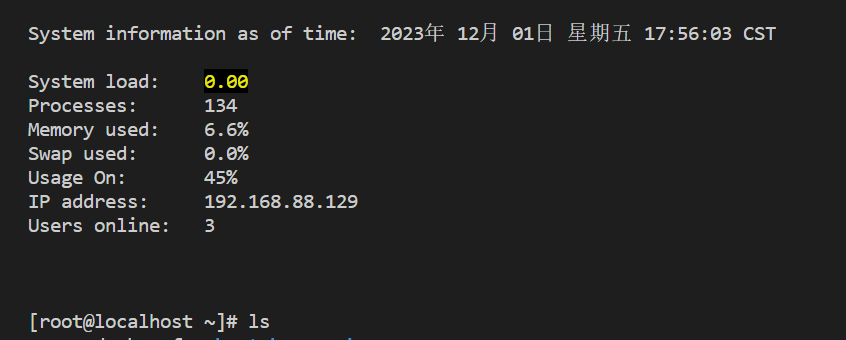 System information as of time:  2023年 12月 01日 星期五 17:56:03 CST
System load:    0.00
Processes:      134
Memory used:    6.6%
Swap used:      0.0%
Usage On:       45%
IP address:     192.168.88.129
Users online:   3
[root@localhost ~]# ls